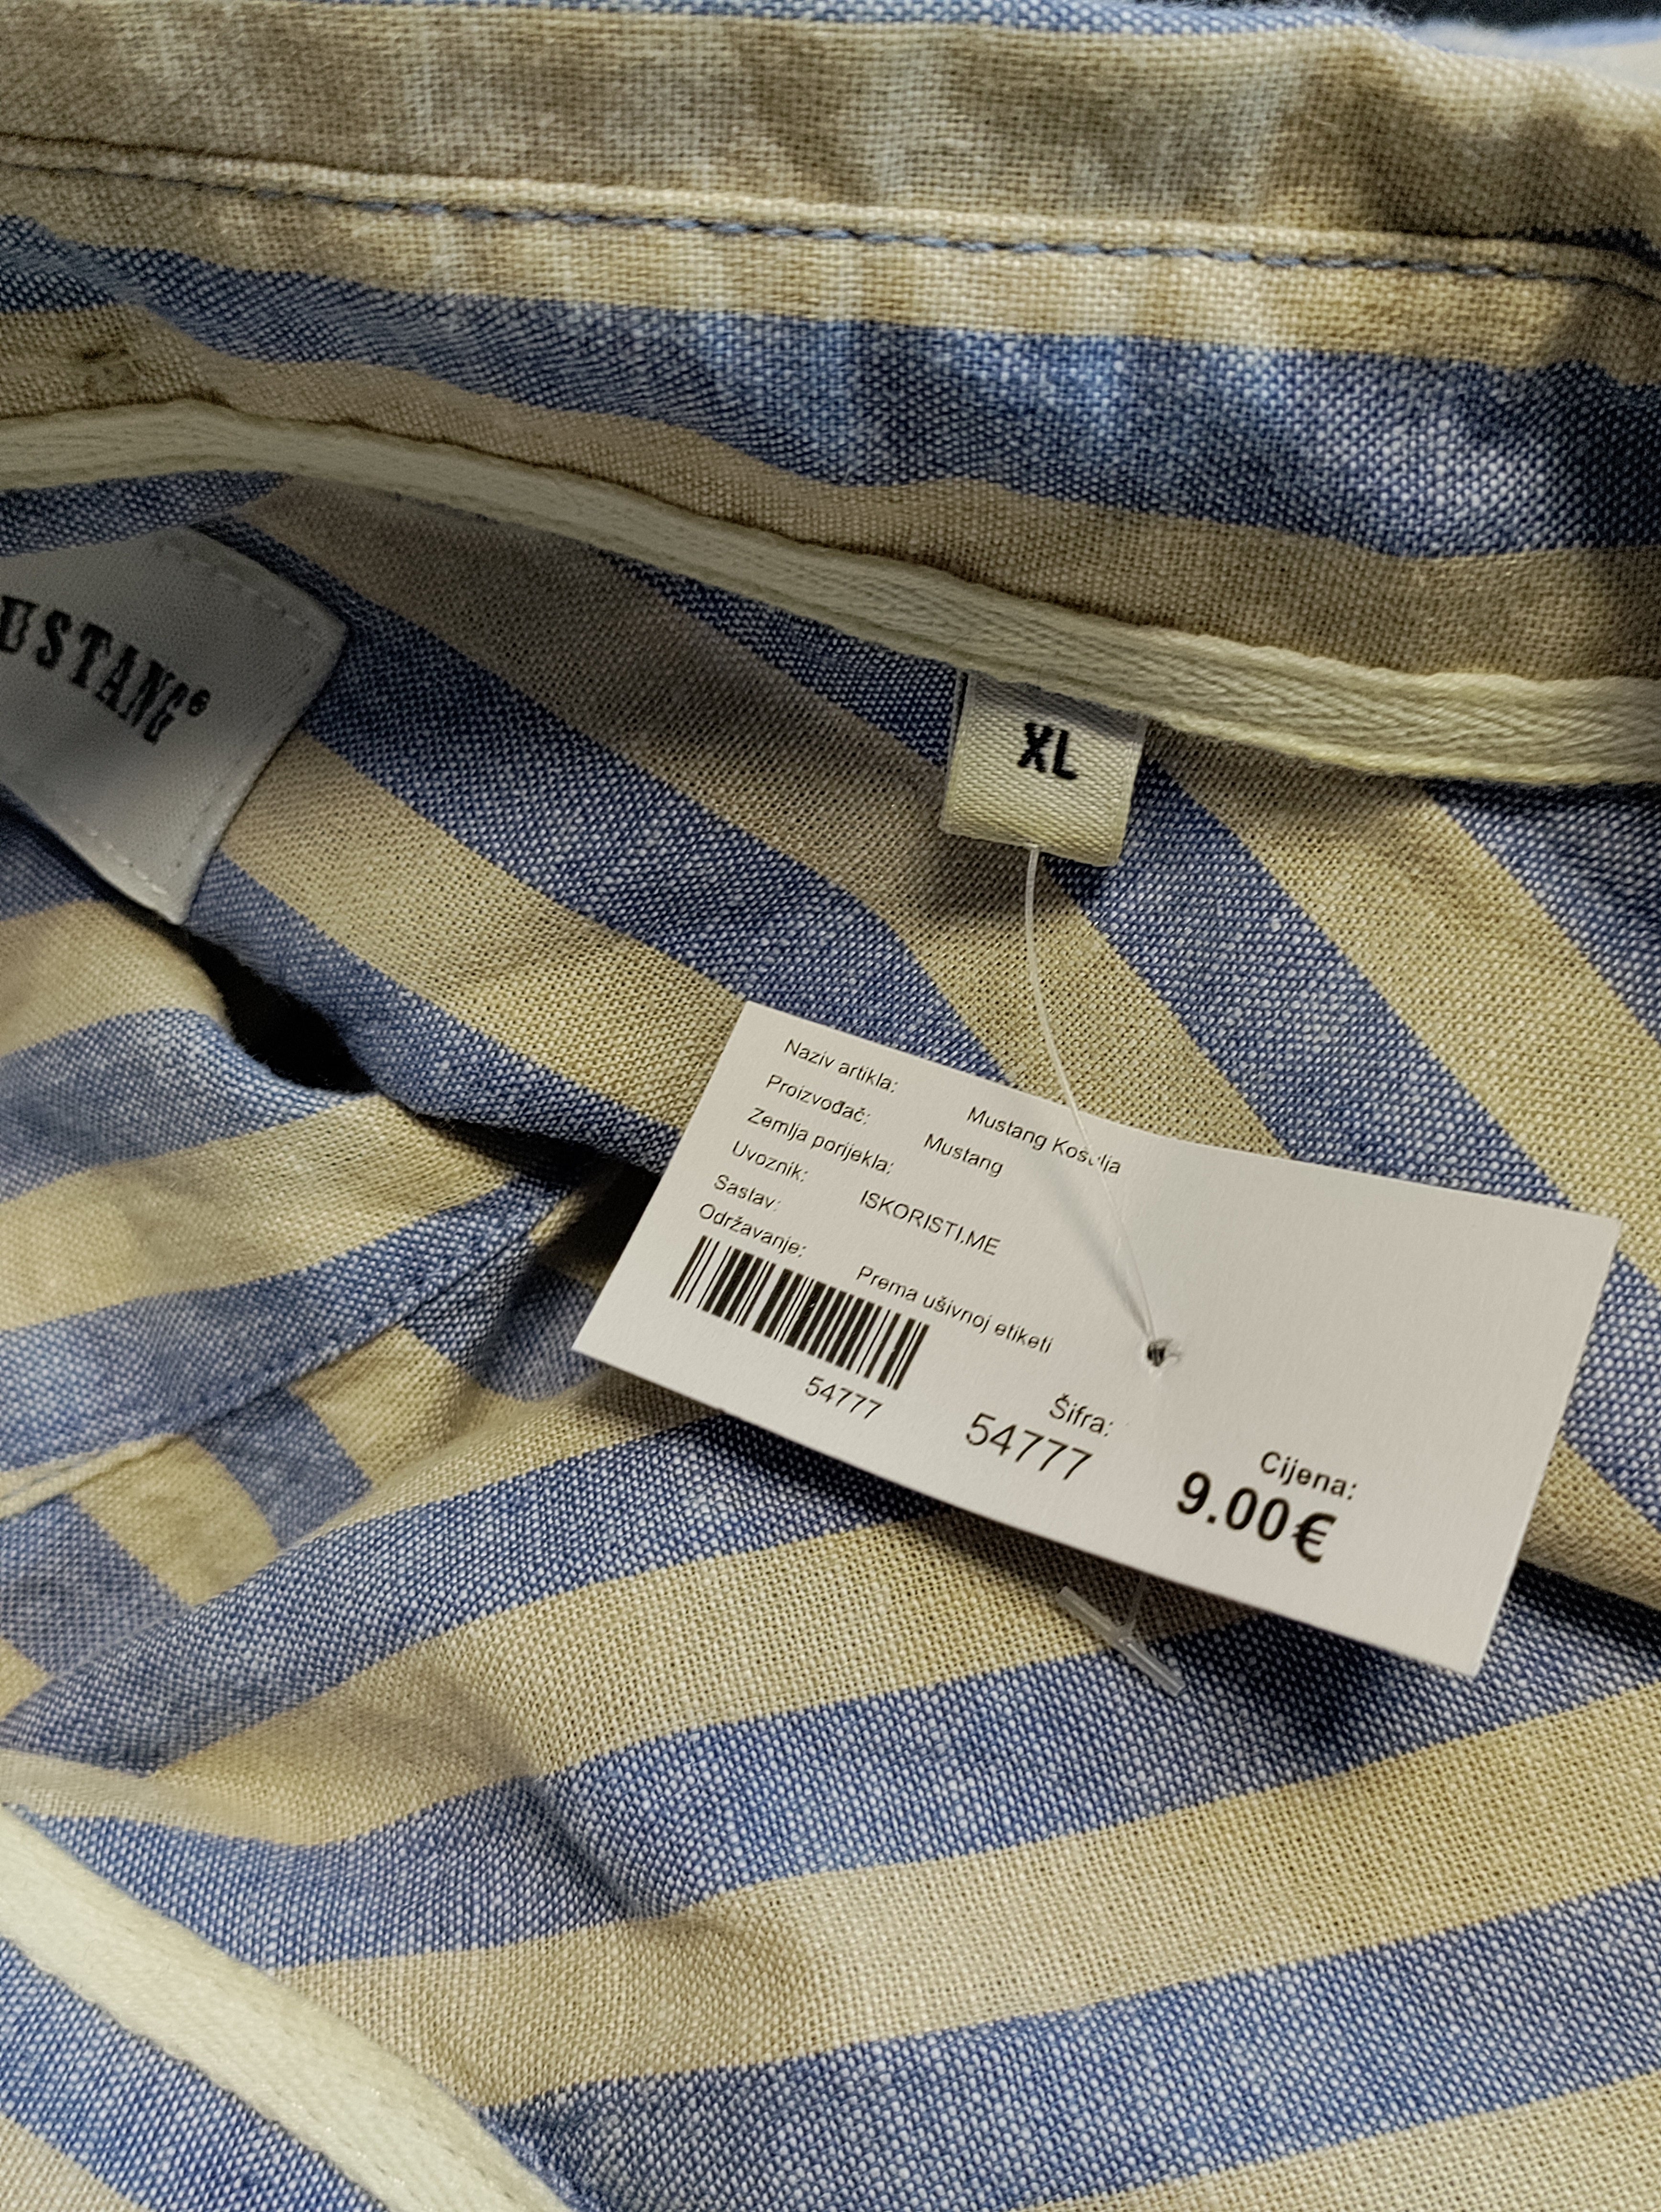 USTANG®
XL
Naziv artikla: Mustang Košulja
Proizvođač: Mustang
Zemlja porijekla:
Uvoznik: ISKORISTI.ME
Sastav:
Održavanje: Prema ušivnoj etiketi
54777
Šifra:
54777
Cijena:
9.00€